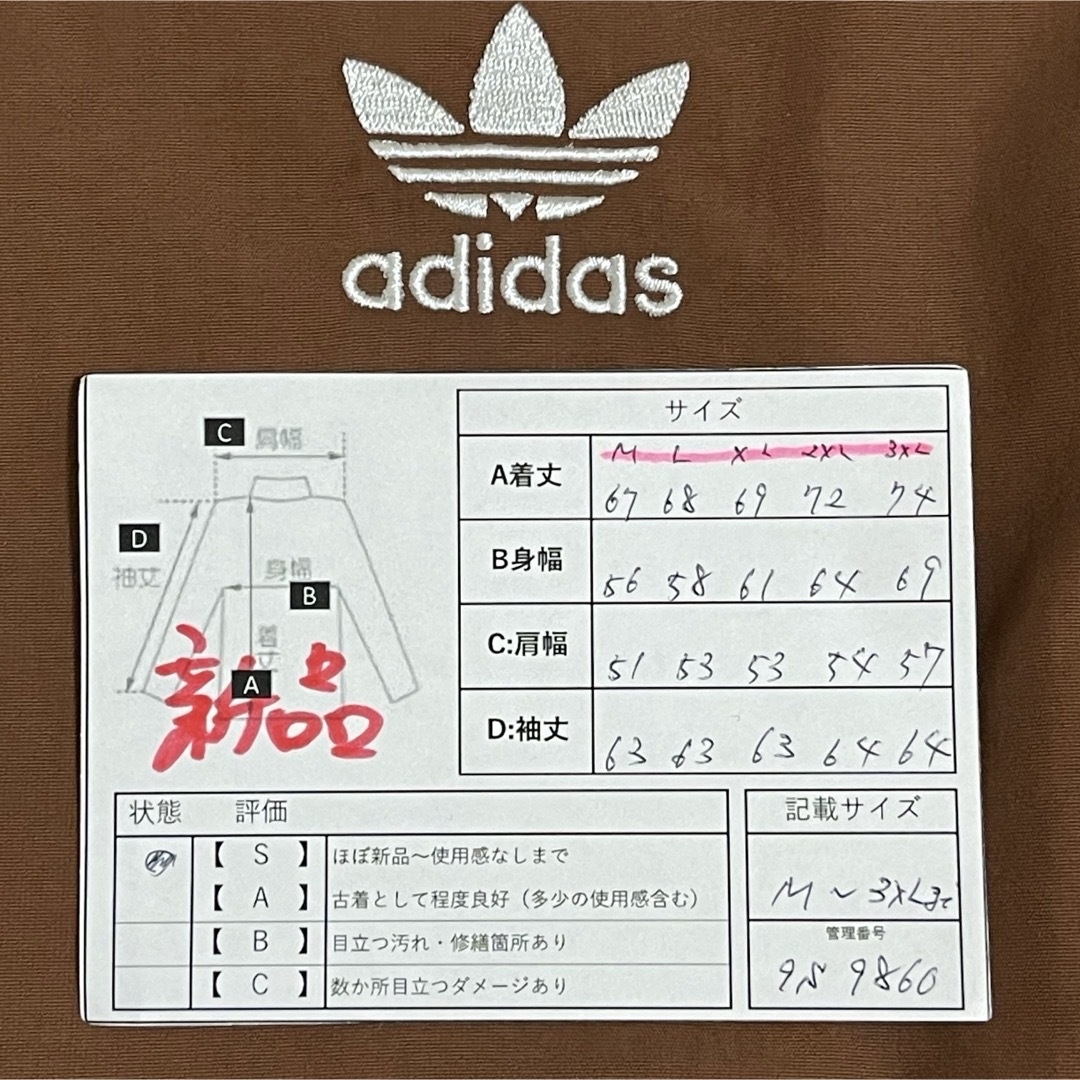 adidas
C 肩幅
D
袖丈
身幅
B
着丈
A
新品
サイズ
M L XL 2XL 3XL
A着丈 67 68 69 72 74
B身幅 56 58 61 64 69
C:肩幅 51 53 53 54 57
D:袖丈 63 63 63 64 64
状態 評価
【 S 】 ほぼ新品〜使用感なしまで
【 A 】 古着として程度良好（多少の使用感含む）
【 B 】 目立つ汚れ・修繕箇所あり
【 C 】 数か所目立つダメージあり
記載サイズ
M ~ 3XLまで
管理番号
9860